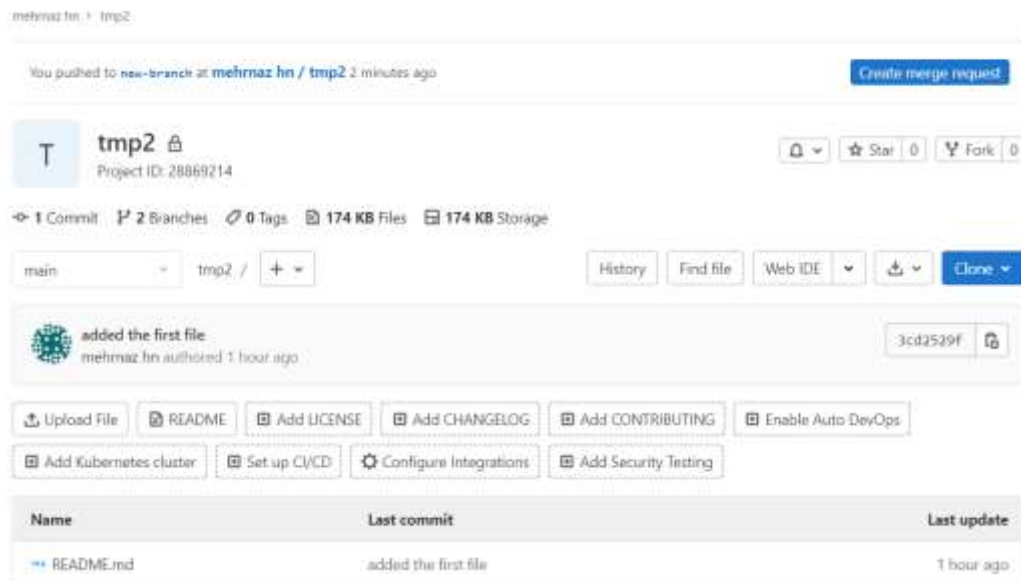 mehrnaz hn > tmp2
You pushed to new-branch at mehrnaz hn / tmp2 2 minutes ago
Create merge request
T
tmp2
Project ID: 28869214
Star 0
Fork 0
1 Commit 2 Branches 0 Tags 174 KB Files 174 KB Storage
main tmp2 / + History Find file Web IDE Clone
added the first file
mehrnaz hn authored 1 hour ago
3cd2529f
Upload File README Add LICENSE Add CHANGELOG Add CONTRIBUTING Enable Auto DevOps
Add Kubernetes cluster Set up CI/CD Configure Integrations Add Security Testing
Name Last commit Last update
README.md added the first file 1 hour ago